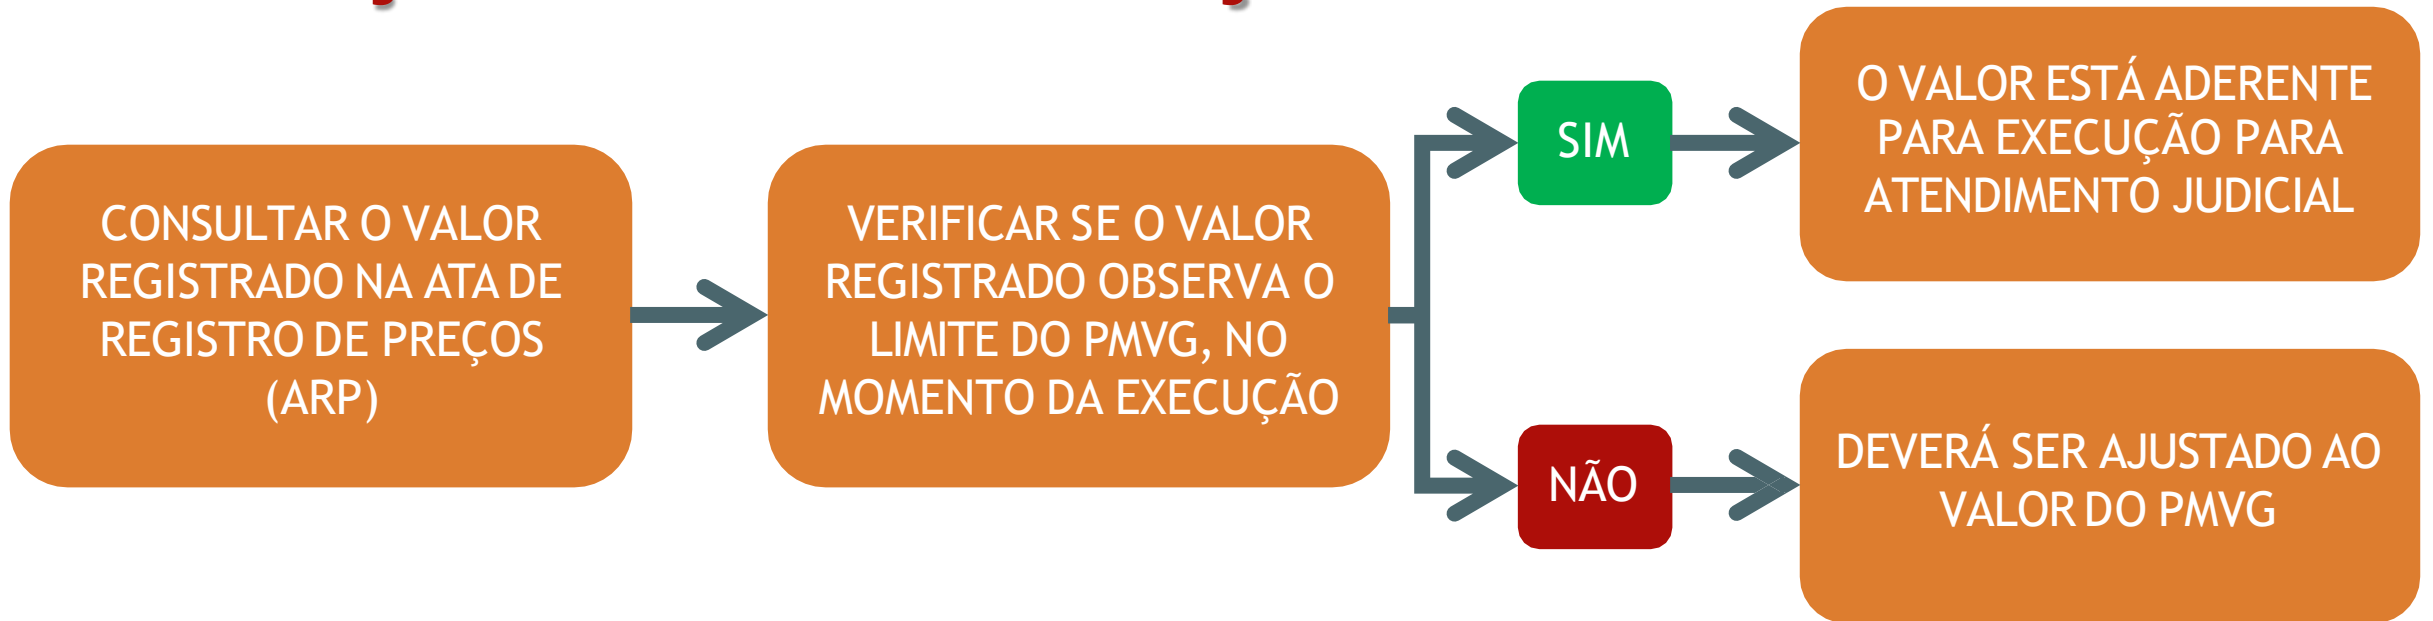 CONSULTAR O VALOR
REGISTRADO NA ATA DE
REGISTRO DE PREÇOS
(ARP)
VERIFICAR SE O VALOR
REGISTRADO OBSERVA O
LIMITE DO PMVG, NO
MOMENTO DA EXECUÇÃO
SIM
O VALOR ESTÁ ADERENTE
PARA EXECUÇÃO PARA
ATENDIMENTO JUDICIAL
NÃO
DEVERÁ SER AJUSTADO AO
VALOR DO PMVG